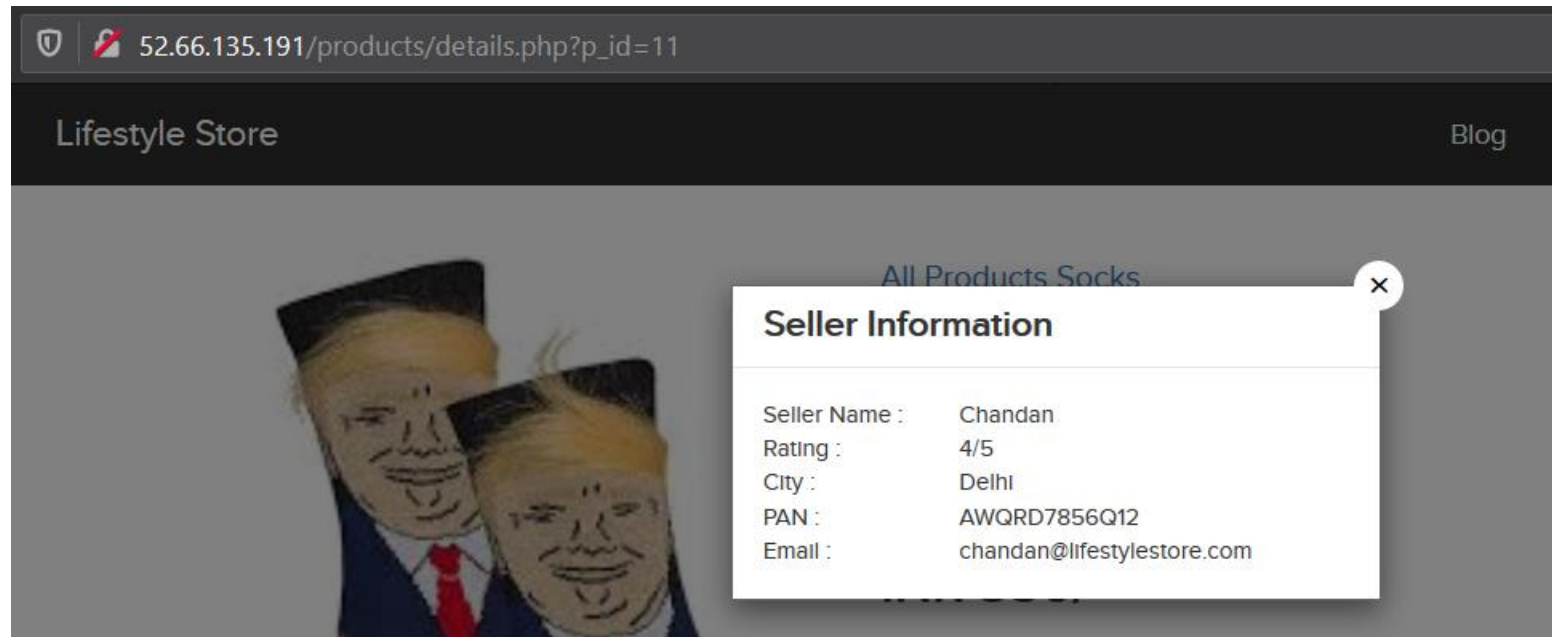 52.66.135.191/products/details.php?p_id=11
Lifestyle Store
Blog
All Products Socks
Seller Information
Seller Name : Chandan
Rating : 4/5
City : Delhi
PAN : AWQRD7856Q12
Email : chandan@lifestylestore.com